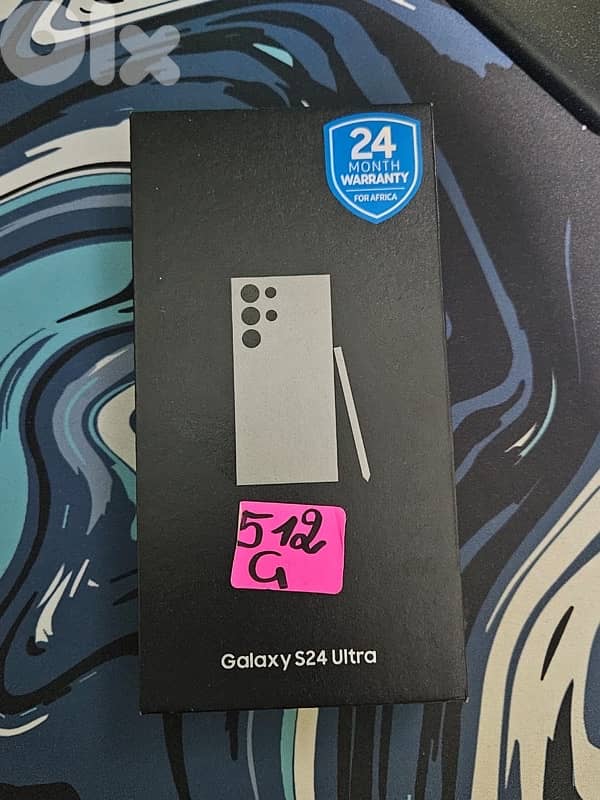 olx
24
MONTH
WARRANTY
FOR AFRICA
512
G
Galaxy S24 Ultra